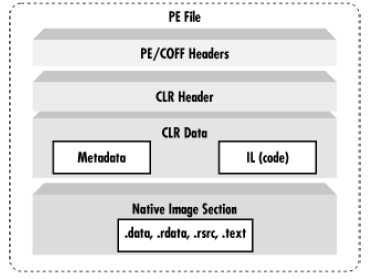 PE File
PE/COFF Headers
CLR Header
CLR Data
Metadata
IL (code)
Native Image Section
.data, .rdata, .rsrc, .text